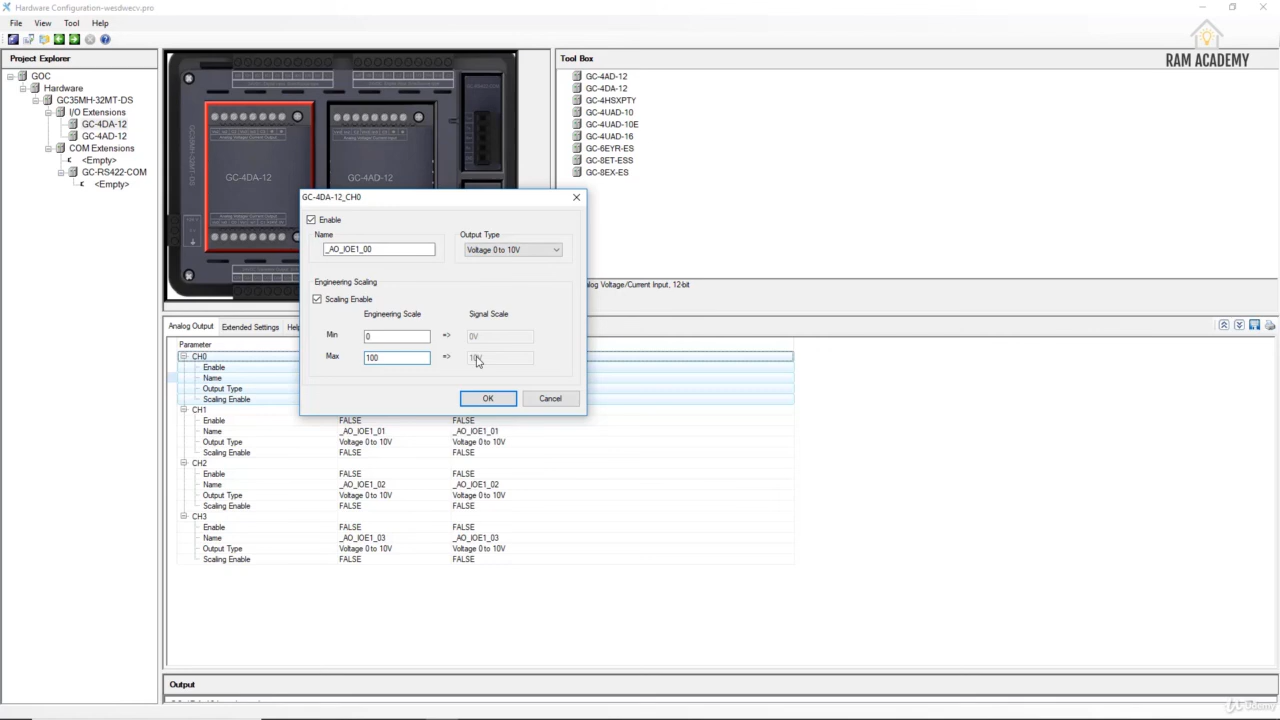 Hardware Configuration-wesdwecv.pro
File View Tool Help
RAM ACADEMY
Project Explorer
GOC
Hardware
GC35MH-32MT-DS
I/O Extensions
GC-4DA-12
GC-4AD-12
COM Extensions
<Empty>
GC-RS422-COM
<Empty>
GC-4DA-12
GC-4AD-12
Tool Box
GC-4AD-12
GC-4DA-12
GC-4HSXPTY
GC-4UAD-10
GC-4UAD-10E
GC-4UAD-16
GC-6EYR-ES
GC-8ET-ESS
GC-8EX-ES
log Voltage/Current Input, 12-bit
GC-4DA-12_CH0
Enable
Name
_AO_IOE1_00
Output Type
Voltage 0 to 10V
Engineering Scaling
Scaling Enable
Engineering Scale Signal Scale
Min 0 => 0V
Max 100 => 10V
OK Cancel
Analog Output Extended Settings Help
Parameter
CH0
Enable
Name
Output Type
Scaling Enable
CH1
Enable FALSE FALSE
Name _AO_IOE1_01 _AO_IOE1_01
Output Type Voltage 0 to 10V Voltage 0 to 10V
Scaling Enable FALSE FALSE
CH2
Enable FALSE FALSE
Name _AO_IOE1_02 _AO_IOE1_02
Output Type Voltage 0 to 10V Voltage 0 to 10V
Scaling Enable FALSE FALSE
CH3
Enable FALSE FALSE
Name _AO_IOE1_03 _AO_IOE1_03
Output Type Voltage 0 to 10V Voltage 0 to 10V
Scaling Enable FALSE FALSE
Output
Udemy